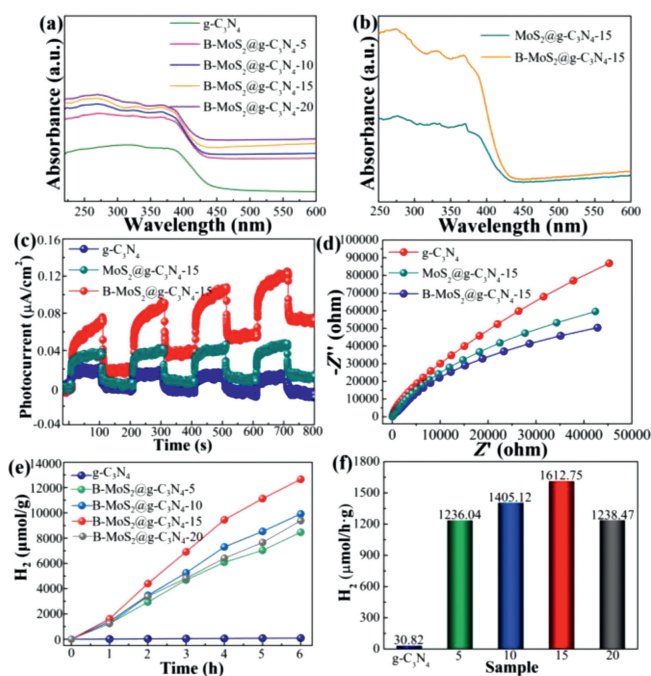 (a)
g-C₃N₄
B-MoS₂@g-C₃N₄-5
B-MoS₂@g-C₃N₄-10
B-MoS₂@g-C₃N₄-15
B-MoS₂@g-C₃N₄-20
Absorbance (a.u.)
250 300 350 400 450 500 550 600
Wavelength (nm)
(b)
MoS₂@g-C₃N₄-15
B-MoS₂@g-C₃N₄-15
Absorbance (a.u.)
250 300 350 400 450 500 550 600
Wavelength (nm)
(c)
g-C₃N₄
MoS₂@g-C₃N₄-15
B-MoS₂@g-C₃N₄-15
Photocurrent (μA/cm²)
0.16
0.12
0.08
0.04
0
-0.04
0 100 200 300 400 500 600 700 800
Time (s)
(d)
g-C₃N₄
MoS₂@g-C₃N₄-15
B-MoS₂@g-C₃N₄-15
-Z'' (ohm)
100000
90000
80000
70000
60000
50000
40000
30000
20000
10000
0
0 10000 20000 30000 40000 50000
Z' (ohm)
(e)
g-C₃N₄
B-MoS₂@g-C₃N₄-5
B-MoS₂@g-C₃N₄-10
B-MoS₂@g-C₃N₄-15
B-MoS₂@g-C₃N₄-20
H₂ (μmol/g)
14000
12000
10000
8000
6000
4000
2000
0
0 1 2 3 4 5 6
Time (h)
(f)
H₂ (μmol/h·g)
1800
1500
1200
900
600
300
0
30.82
1236.04
1405.12
1612.75
1238.47
g-C₃N₄ 5 10 15 20
Sample